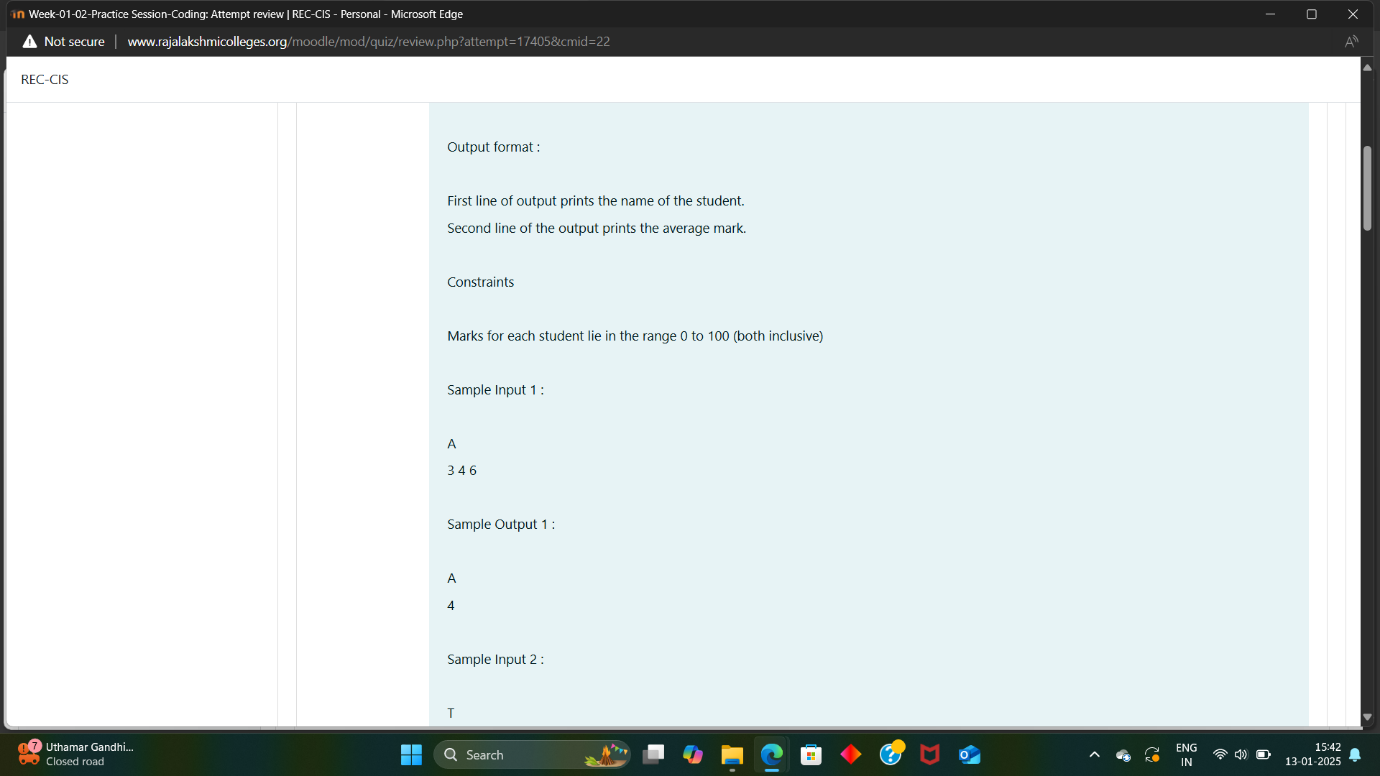 Week-01-02-Practice Session-Coding: Attempt review | REC-CIS - Personal - Microsoft Edge
Not secure | www.rajalakshmicolleges.org/moodle/mod/quiz/review.php?attempt=17405&cmid=22
REC-CIS
Output format :
First line of output prints the name of the student.
Second line of the output prints the average mark.
Constraints
Marks for each student lie in the range 0 to 100 (both inclusive)
Sample Input 1 :
A
3 4 6
Sample Output 1 :
A
4
Sample Input 2 :
T
7
Uthamar Gandhi...
Closed road
Search
ENG
IN
15:42
13-01-2025